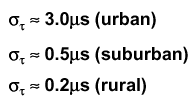 στ ≈ 3.0μs (urban)
στ ≈ 0.5μs (suburban)
στ ≈ 0.2μs (rural)